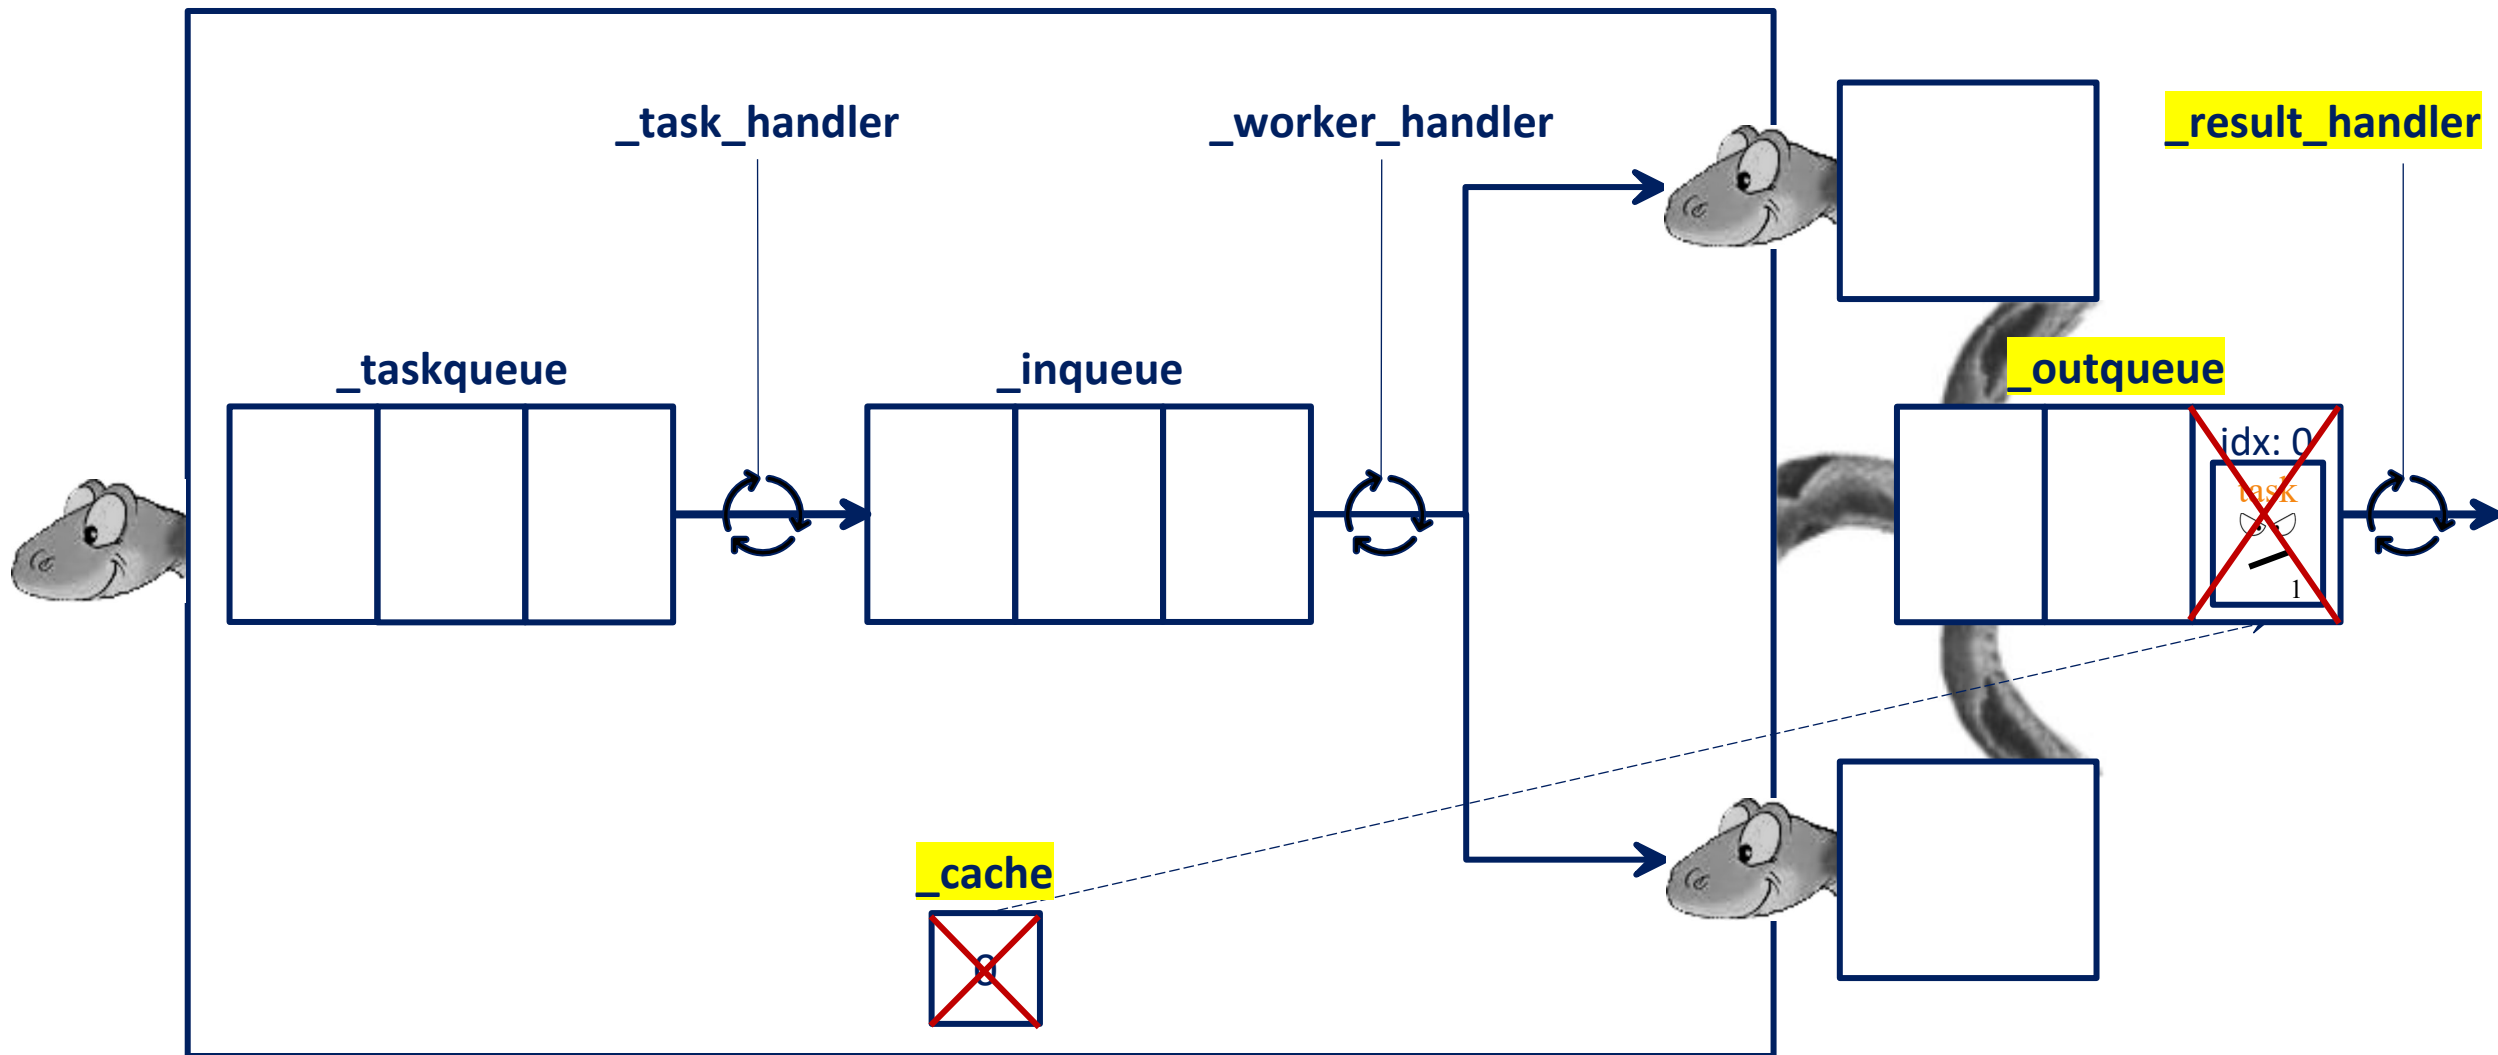 _task_handler
_worker_handler
_result_handler
_taskqueue
_inqueue
_outqueue
idx: 0
task
1
_cache
0